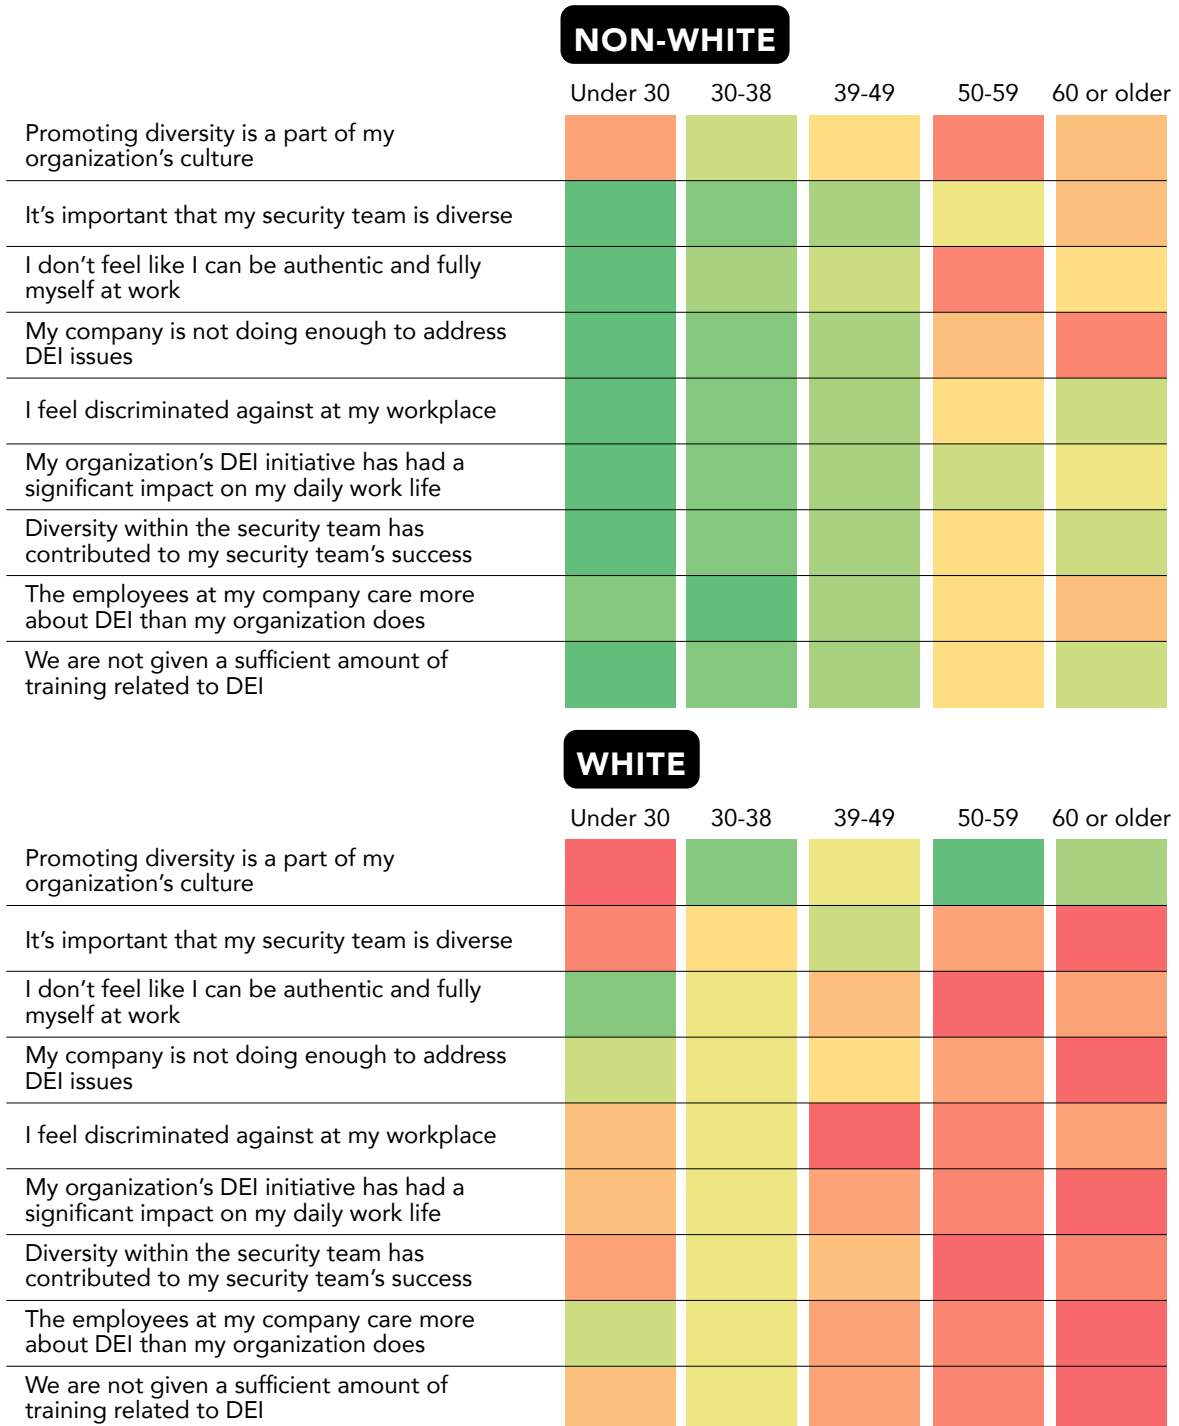 NON-WHITE
Under 30 30-38 39-49 50-59 60 or older
Promoting diversity is a part of my
organization's culture
It's important that my security team is diverse
I don't feel like I can be authentic and fully
myself at work
My company is not doing enough to address
DEI issues
I feel discriminated against at my workplace
My organization's DEI initiative has had a
significant impact on my daily work life
Diversity within the security team has
contributed to my security team's success
The employees at my company care more
about DEI than my organization does
We are not given a sufficient amount of
training related to DEI
WHITE
Under 30 30-38 39-49 50-59 60 or older
Promoting diversity is a part of my
organization's culture
It's important that my security team is diverse
I don't feel like I can be authentic and fully
myself at work
My company is not doing enough to address
DEI issues
I feel discriminated against at my workplace
My organization's DEI initiative has had a
significant impact on my daily work life
Diversity within the security team has
contributed to my security team's success
The employees at my company care more
about DEI than my organization does
We are not given a sufficient amount of
training related to DEI